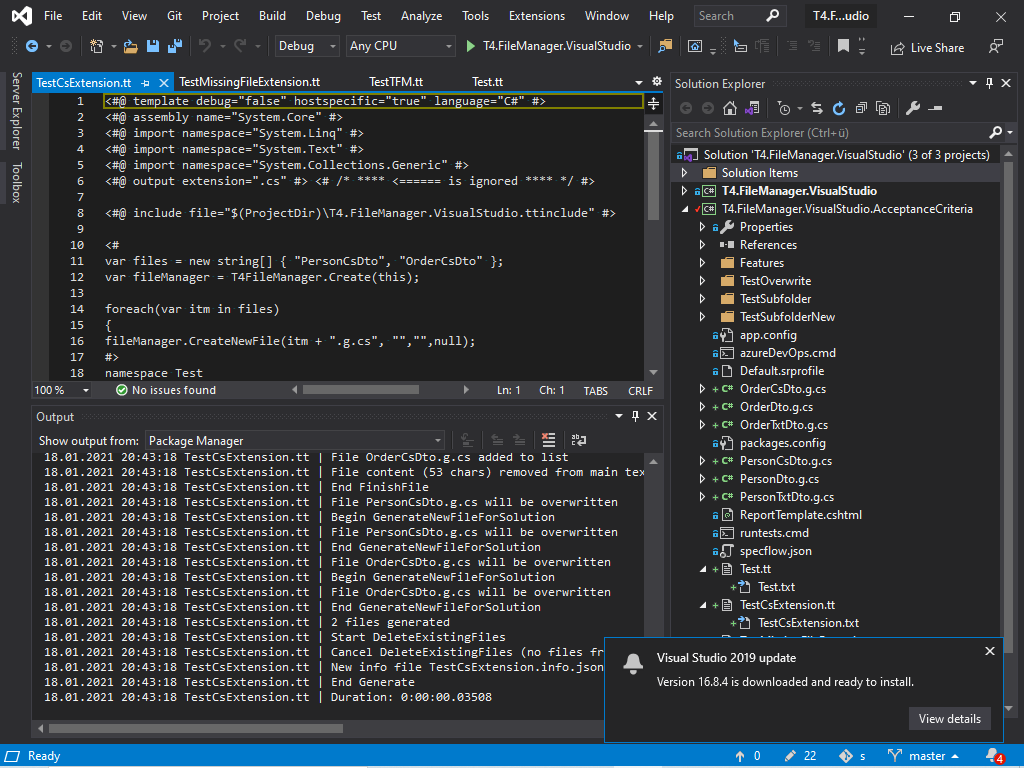 File Edit View Git Project Build Debug Test Analyze Tools Extensions Window Help Search T4.F...udio
Debug Any CPU T4.FileManager.VisualStudio Live Share
Server Explorer
Toolbox
TestCsExtension.tt TestMissingFileExtension.tt TestTFM.tt Test.tt
1 <#@ template debug="false" hostspecific="true" language="C#" #>
2 <#@ assembly name="System.Core" #>
3 <#@ import namespace="System.Linq" #>
4 <#@ import namespace="System.Text" #>
5 <#@ import namespace="System.Collections.Generic" #>
6 <#@ output extension=".cs" #> <# /* **** <====== is ignored **** */ #>
7
8 <#@ include file="$(ProjectDir)\T4.FileManager.VisualStudio.ttinclude" #>
9
10 <#
11 var files = new string[] { "PersonCsDto", "OrderCsDto" };
12 var fileManager = T4FileManager.Create(this);
13
14 foreach(var itm in files)
15 {
16 fileManager.CreateNewFile(itm + ".g.cs", "","",null);
17 #>
18 namespace Test
100 % No issues found Ln: 1 Ch: 1 TABS CRLF
Output
Show output from: Package Manager
18.01.2021 20:43:18 TestCsExtension.tt | File OrderCsDto.g.cs added to list
18.01.2021 20:43:18 TestCsExtension.tt | File content (53 chars) removed from main tex
18.01.2021 20:43:18 TestCsExtension.tt | End FinishFile
18.01.2021 20:43:18 TestCsExtension.tt | File PersonCsDto.g.cs will be overwritten
18.01.2021 20:43:18 TestCsExtension.tt | Begin GenerateNewFileForSolution
18.01.2021 20:43:18 TestCsExtension.tt | File PersonCsDto.g.cs will be overwritten
18.01.2021 20:43:18 TestCsExtension.tt | End GenerateNewFileForSolution
18.01.2021 20:43:18 TestCsExtension.tt | File OrderCsDto.g.cs will be overwritten
18.01.2021 20:43:18 TestCsExtension.tt | Begin GenerateNewFileForSolution
18.01.2021 20:43:18 TestCsExtension.tt | File OrderCsDto.g.cs will be overwritten
18.01.2021 20:43:18 TestCsExtension.tt | End GenerateNewFileForSolution
18.01.2021 20:43:18 TestCsExtension.tt | 2 files generated
18.01.2021 20:43:18 TestCsExtension.tt | Start DeleteExistingFiles
18.01.2021 20:43:18 TestCsExtension.tt | Cancel DeleteExistingFiles (no files fr
18.01.2021 20:43:18 TestCsExtension.tt | New info file TestCsExtension.info.json
18.01.2021 20:43:18 TestCsExtension.tt | End Generate
18.01.2021 20:43:18 TestCsExtension.tt | Duration: 0:00:00.03508
Solution Explorer
Search Solution Explorer (Ctrl+ü)
Solution 'T4.FileManager.VisualStudio' (3 of 3 projects)
Solution Items
C# T4.FileManager.VisualStudio
C# T4.FileManager.VisualStudio.AcceptanceCriteria
Properties
References
Features
TestOverwrite
TestSubfolder
TestSubfolderNew
app.config
azureDevOps.cmd
Default.srprofile
C# OrderCsDto.g.cs
C# OrderDto.g.cs
C# OrderTxtDto.g.cs
packages.config
C# PersonCsDto.g.cs
C# PersonDto.g.cs
C# PersonTxtDto.g.cs
ReportTemplate.cshtml
runtests.cmd
specflow.json
Test.tt
Test.txt
TestCsExtension.tt
TestCsExtension.txt
Visual Studio 2019 update
Version 16.8.4 is downloaded and ready to install.
View details
Ready 0 22 s master 4